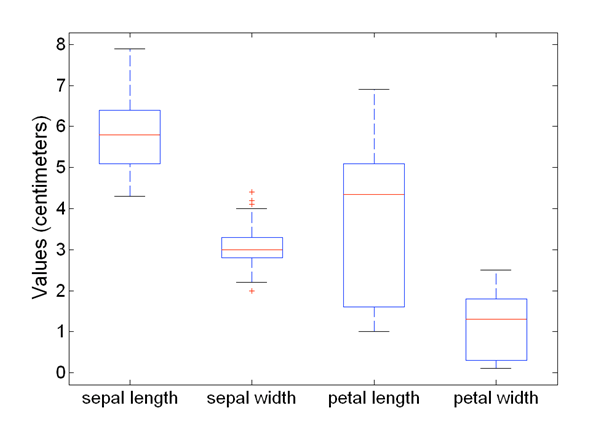 Values (centimeters)
8
7
6
5
4
3
2
1
0
sepal length
sepal width
petal length
petal width